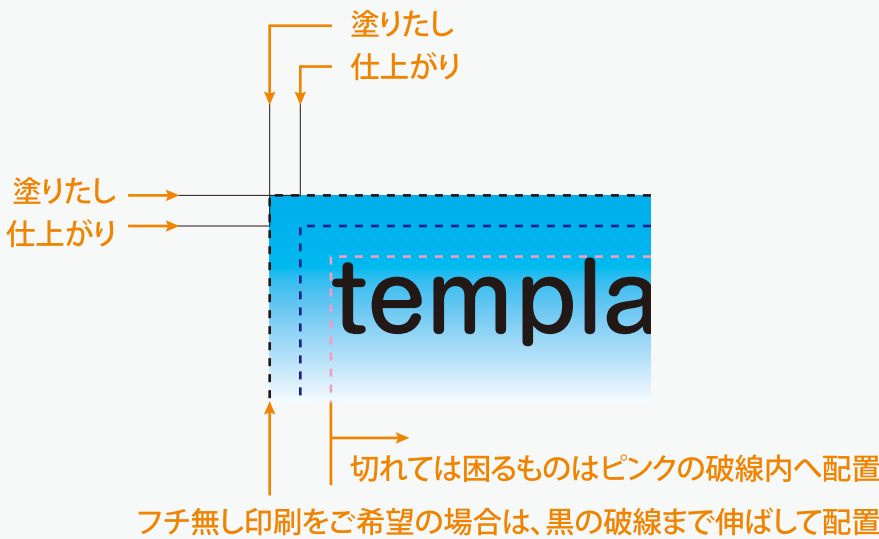 塗りたし
仕上がり
塗りたし
仕上がり
templa
切れては困るものはピンクの破線内へ配置
フチ無し印刷をご希望の場合は、黒の破線まで伸ばして配置